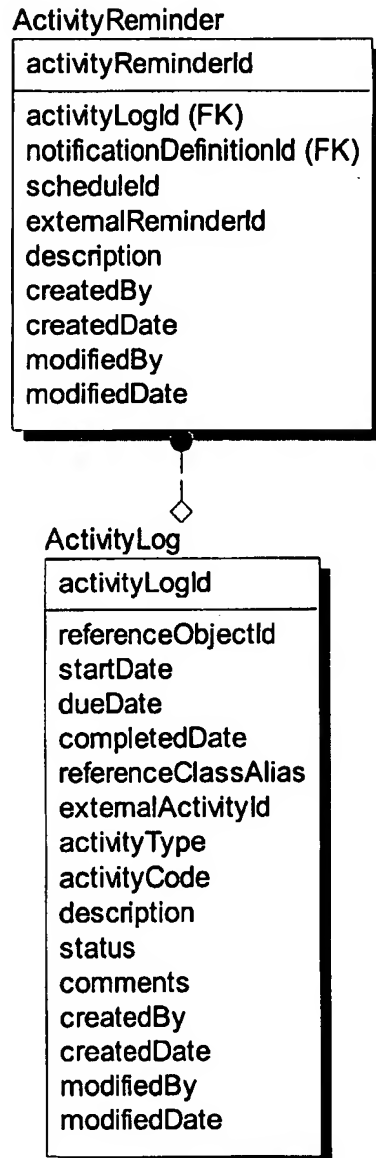 ActivityReminder
activityReminderId
activityLogId (FK)
notificationDefinitionId (FK)
scheduleId
externalReminderId
description
createdBy
createdDate
modifiedBy
modifiedDate
ActivityLog
activityLogId
referenceObjectId
startDate
dueDate
completedDate
referenceClassAlias
externalActivityId
activityType
activityCode
description
status
comments
createdBy
createdDate
modifiedBy
modifiedDate